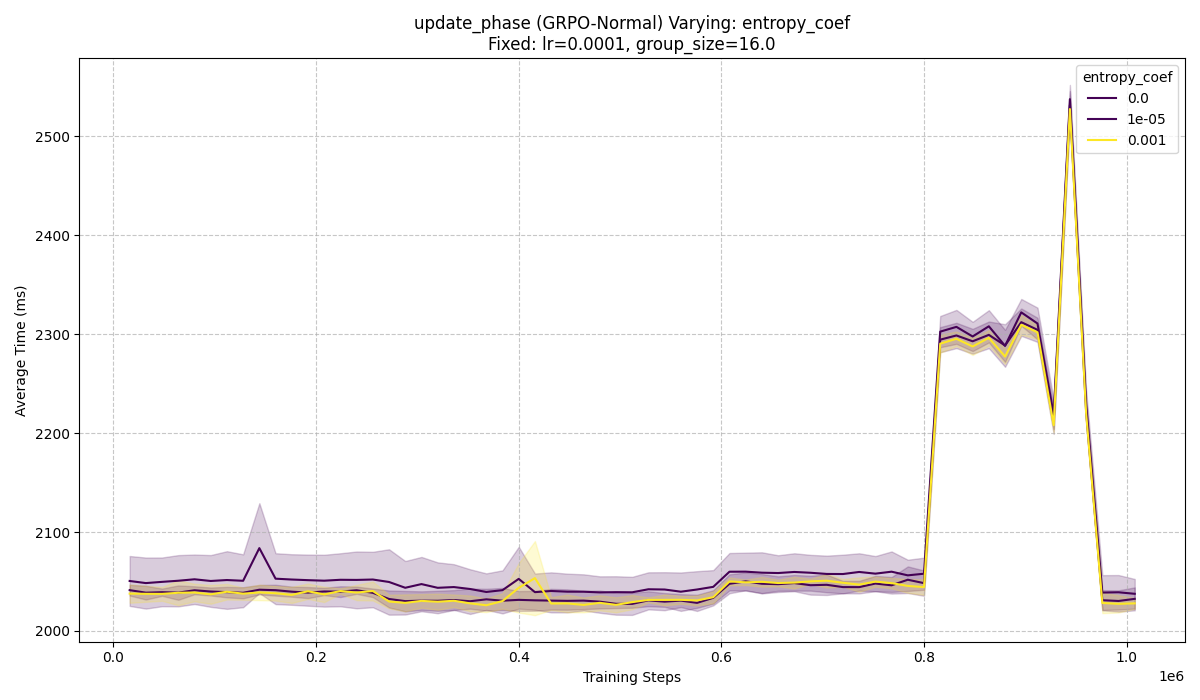 update_phase (GRPO-Normal) Varying: entropy_coef
Fixed: lr=0.0001, group_size=16.0
entropy_coef
0.0
1e-05
0.001
Average Time (ms)
2500
2400
2300
2200
2100
2000
0.0 0.2 0.4 0.6 0.8 1.0
1e6
Training Steps